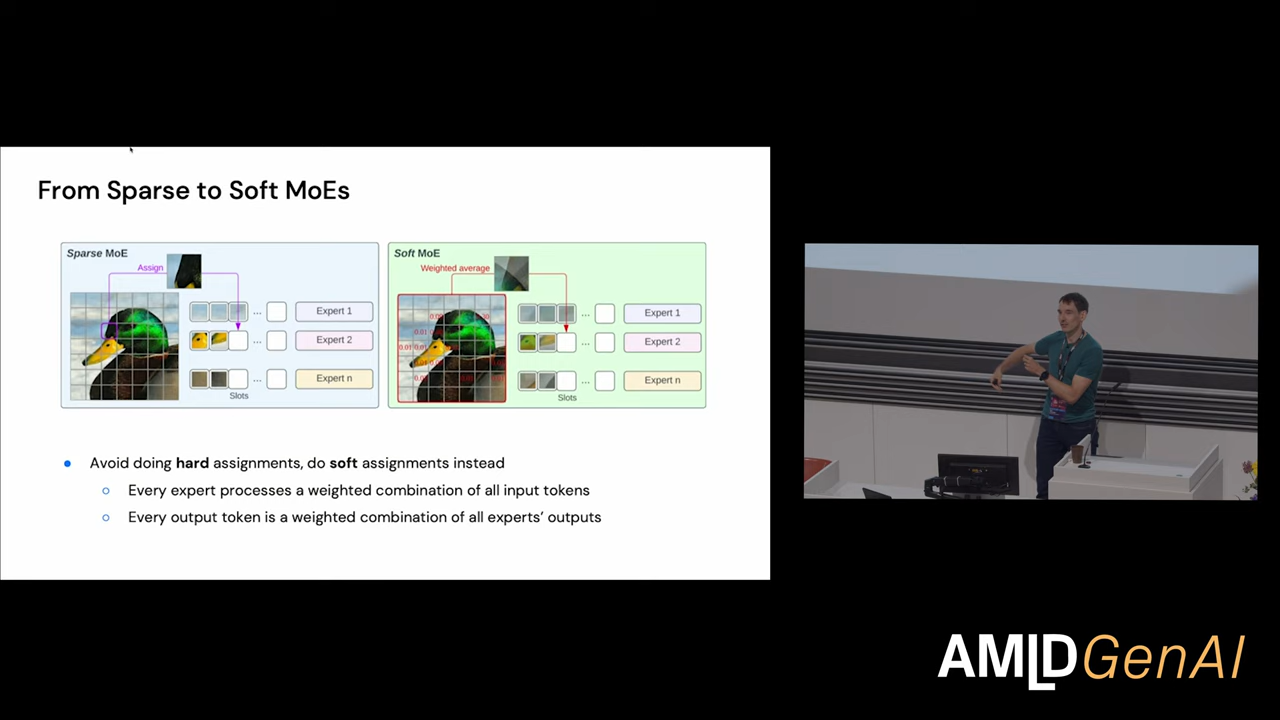 From Sparse to Soft MoEs
Sparse MoE
Assign
Expert 1
Expert 2
Expert n
...
...
...
Slots
Soft MoE
Weighted average
Expert 1
Expert 2
Expert n
...
...
...
Slots
Avoid doing hard assignments, do soft assignments instead
Every expert processes a weighted combination of all input tokens
Every output token is a weighted combination of all experts' outputs
AMLD GenAI